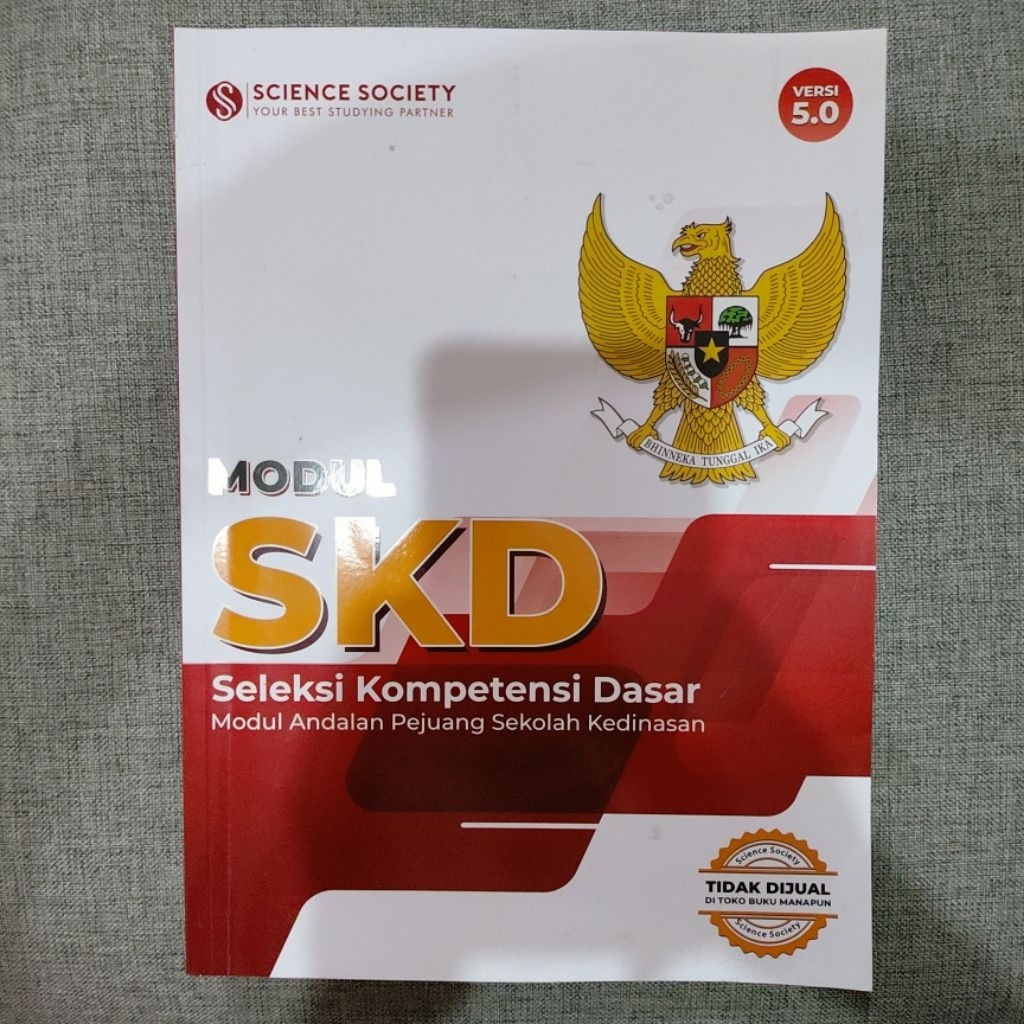 SCIENCE SOCIETY
YOUR BEST STUDYING PARTNER
VERSI
5.0
BHINNEKA TUNGGAL IKA
MODUL
SKD
Seleksi Kompetensi Dasar
Modul Andalan Pejuang Sekolah Kedinasan
Science Society
TIDAK DIJUAL
DI TOKO BUKU MANAPUN
Science Society